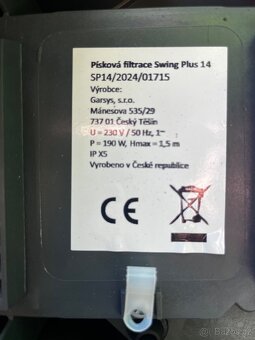 Písková filtrace Swing Plus 14
SP14/2024/01715
Výrobce:
Garsys, s.r.o.
Mánesova 535/29
737 01 Český Těšín
U = 230 V / 50 Hz, 1~
P = 190 W, Hmax = 1,5 m
IP X5
Vyrobeno v České republice
CE